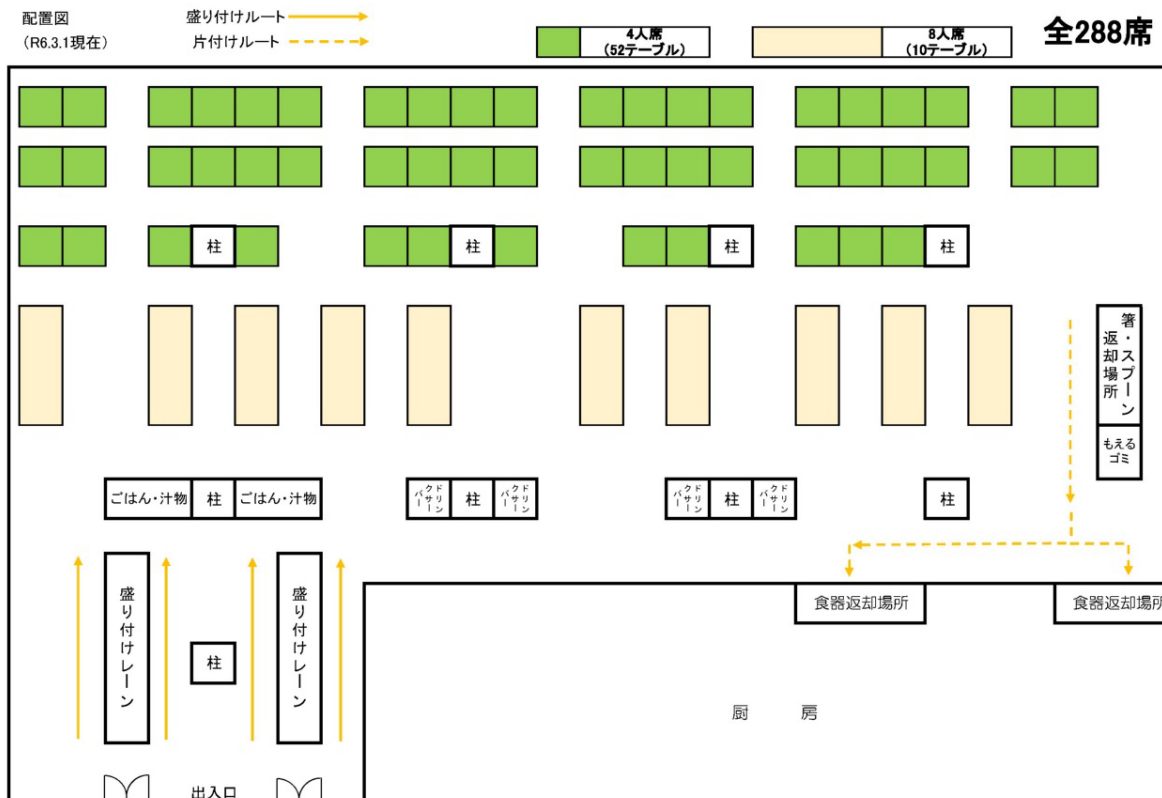 配置図
(R6.3.1現在)
盛り付けルート
片付けルート
4人席
(52テーブル)
8人席
(10テーブル)
全288席
柱
柱
柱
柱
箸・スプーン
返却場所
もえる
ゴミ
ごはん・汁物
柱
ごはん・汁物
ドリン
クサー
バー
柱
ドリン
クサー
バー
ドリン
クサー
バー
柱
ドリン
クサー
バー
柱
盛り付けレーン
柱
盛り付けレーン
食器返却場所
食器返却場所
厨房
出入口